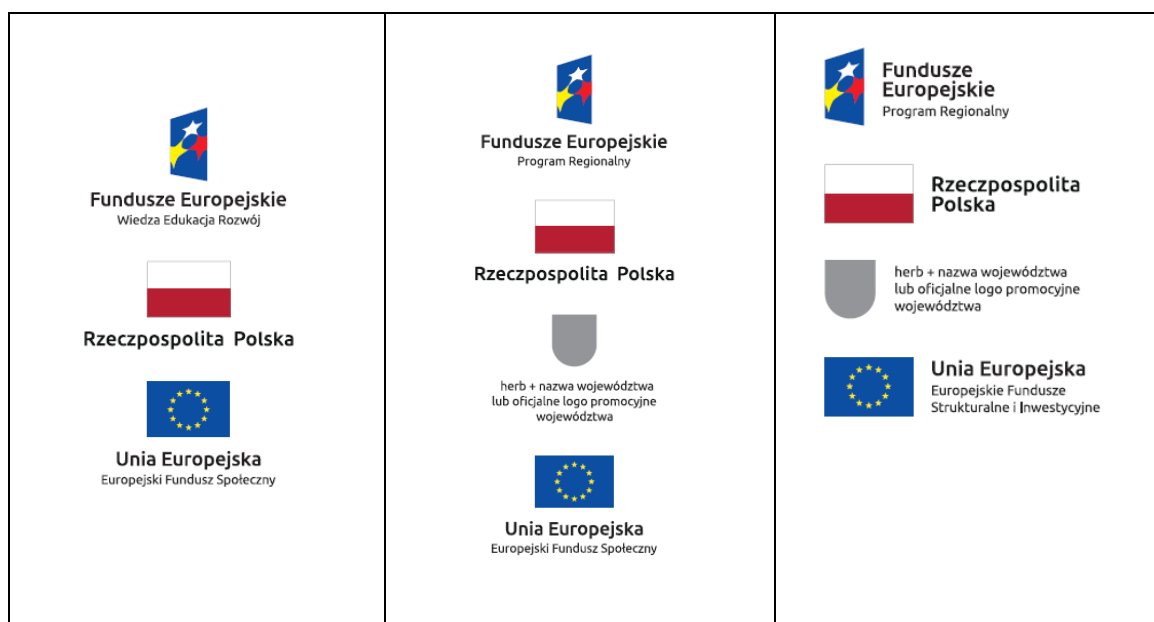 Fundusze Europejskie
Wiedza Edukacja Rozwój
Rzeczpospolita Polska
Unia Europejska
Europejski Fundusz Społeczny
Fundusze Europejskie
Program Regionalny
Rzeczpospolita Polska
herb + nazwa województwa
lub oficjalne logo promocyjne
województwa
Unia Europejska
Europejski Fundusz Społeczny
Fundusze
Europejskie
Program Regionalny
Rzeczpospolita
Polska
herb + nazwa województwa
lub oficjalne logo promocyjne
województwa
Unia Europejska
Europejskie Fundusze
Strukturalne i Inwestycyjne